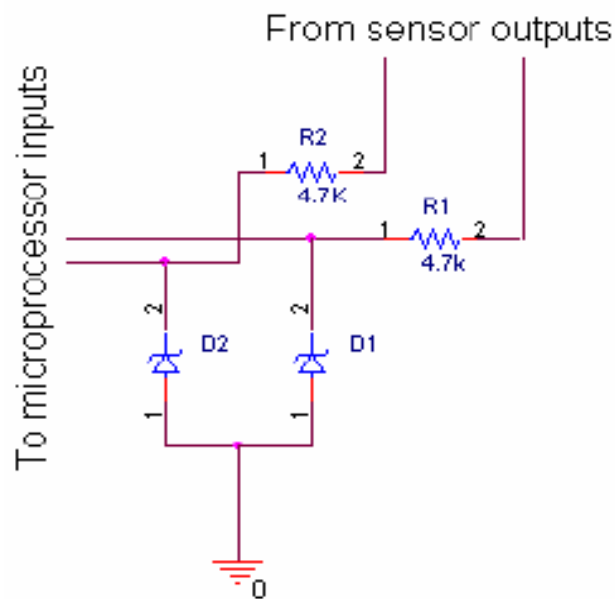 From sensor outputs
To microprocessor inputs
R2
1
2
4.7K
R1
1
2
4.7k
2
D2
1
2
D1
1
0